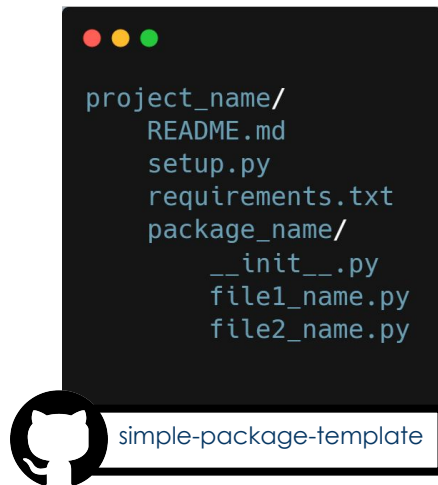 project_name/
    README.md
    setup.py
    requirements.txt
    package_name/
        __init__.py
        file1_name.py
        file2_name.py
simple-package-template